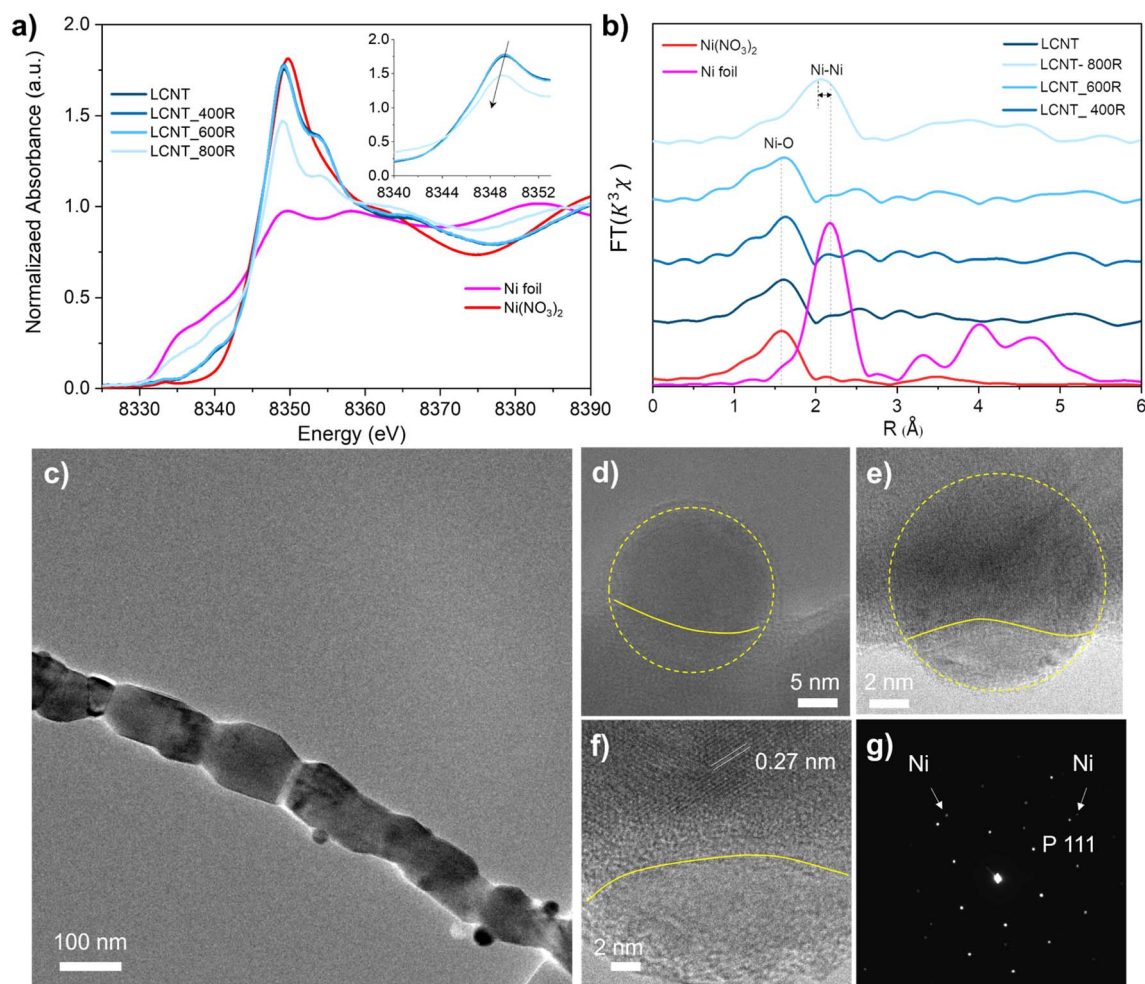 a)
Normalizaed Absorbance (a.u.)
2.0
1.5
1.0
0.5
0.0
LCNT
LCNT_400R
LCNT_600R
LCNT_800R
2.0
1.5
1.0
0.5
0.0
8340 8344 8348 8352
Ni foil
Ni(NO₃)₂
8330 8340 8350 8360 8370 8380 8390
Energy (eV)
b)
FT(K³χ)
Ni(NO₃)₂
Ni foil
Ni-Ni
Ni-O
LCNT
LCNT- 800R
LCNT_600R
LCNT_ 400R
0 1 2 3 4 5 6
R (Å)
c)
100 nm
d)
5 nm
e)
2 nm
f)
0.27 nm
2 nm
g)
Ni Ni
P 111